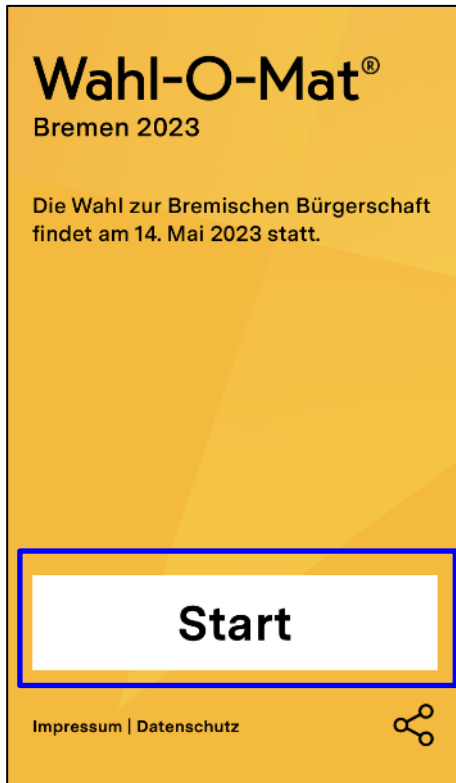 Wahl-O-Mat®
Bremen 2023
Die Wahl zur Bremischen Bürgerschaft
findet am 14. Mai 2023 statt.
Start
Impressum | Datenschutz